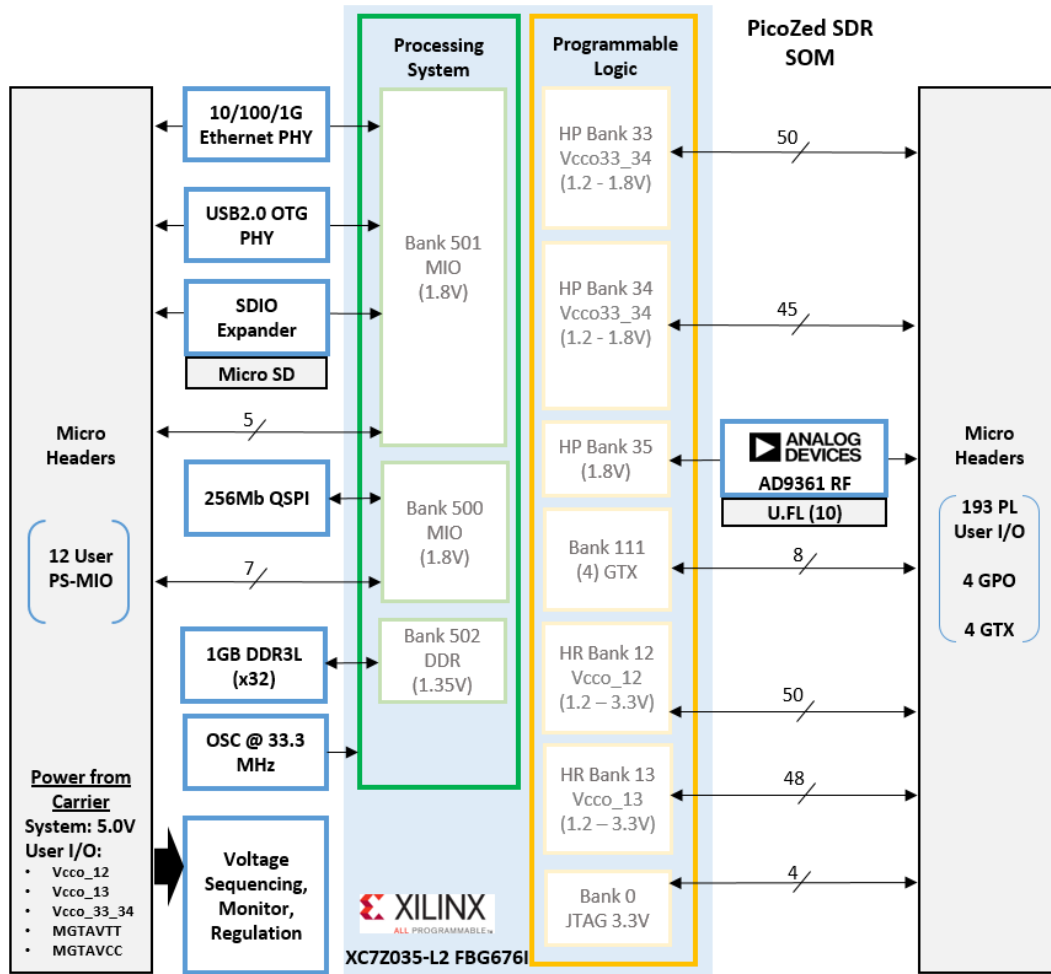 PicoZed SDR
SOM
Processing
System
Programmable
Logic
10/100/1G
Ethernet PHY
USB2.0 OTG
PHY
SDIO
Expander
Micro SD
5
256Mb QSPI
7
1GB DDR3L
(x32)
OSC @ 33.3
MHz
Voltage
Sequencing,
Monitor,
Regulation
Micro
Headers
12 User
PS-MIO
Power from
Carrier
System: 5.0V
User I/O:
• Vcco_12
• Vcco_13
• Vcco_33_34
• MGTAVTT
• MGTAVCC
Bank 501
MIO
(1.8V)
Bank 500
MIO
(1.8V)
Bank 502
DDR
(1.35V)
XILINX
ALL PROGRAMMABLE™
XC7Z035-L2 FBG676I
HP Bank 33
Vcco33_34
(1.2 - 1.8V)
HP Bank 34
Vcco33_34
(1.2 - 1.8V)
HP Bank 35
(1.8V)
Bank 111
(4) GTX
HR Bank 12
Vcco_12
(1.2 – 3.3V)
HR Bank 13
Vcco_13
(1.2 – 3.3V)
Bank 0
JTAG 3.3V
50
45
ANALOG
DEVICES
AD9361 RF
U.FL (10)
8
50
48
4
Micro
Headers
193 PL
User I/O
4 GPO
4 GTX